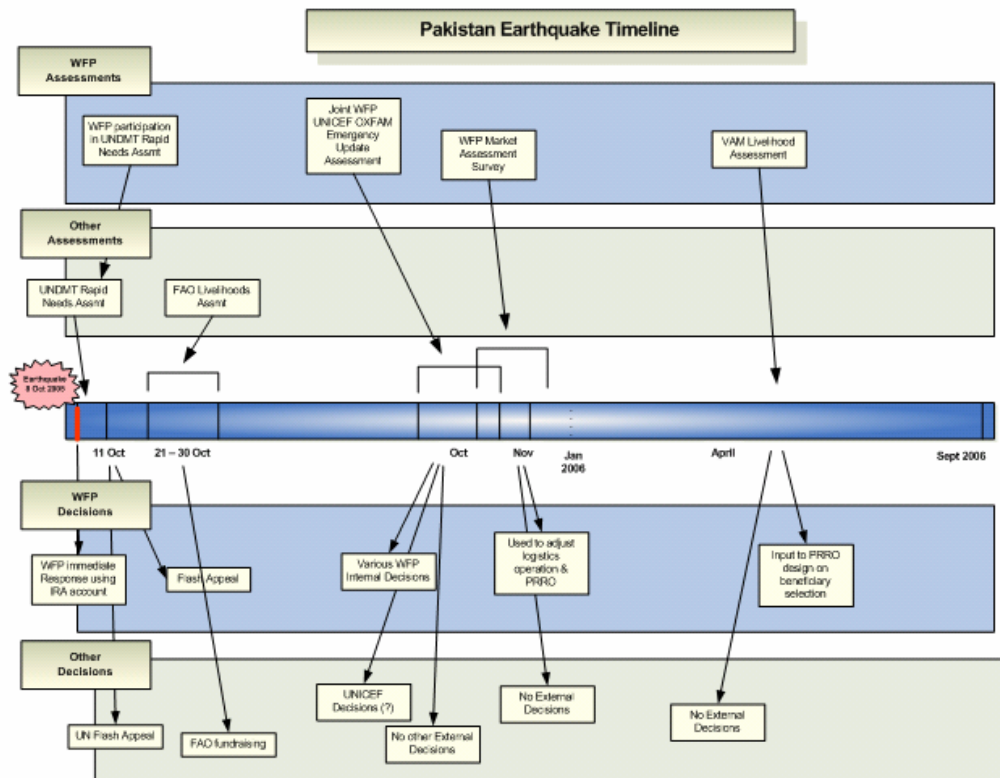 Pakistan Earthquake Timeline
WFP
Assessments
WFP participation
in UNDMT Rapid
Needs Assmt
Joint WFP
UNICEF OXFAM
Emergency
Update
Assessment
WFP Market
Assessment
Survey
VAM Livelihood
Assessment
Other
Assessments
UNDMT Rapid
Needs Assmt
FAO Livelihoods
Assmt
Earthquake
8 Oct 2005
11 Oct
21 – 30 Oct
Oct
Nov
Jan
2006
April
Sept 2006
WFP
Decisions
WFP immediate
Response using
IRA account
Flash Appeal
Various WFP
Internal Decisions
Used to adjust
logistics
operation &
PRRO
Input to PRRO
design on
beneficiary
selection
Other
Decisions
UN Flash Appeal
FAO fundraising
UNICEF
Decisions (?)
No other External
Decisions
No External
Decisions
No External
Decisions